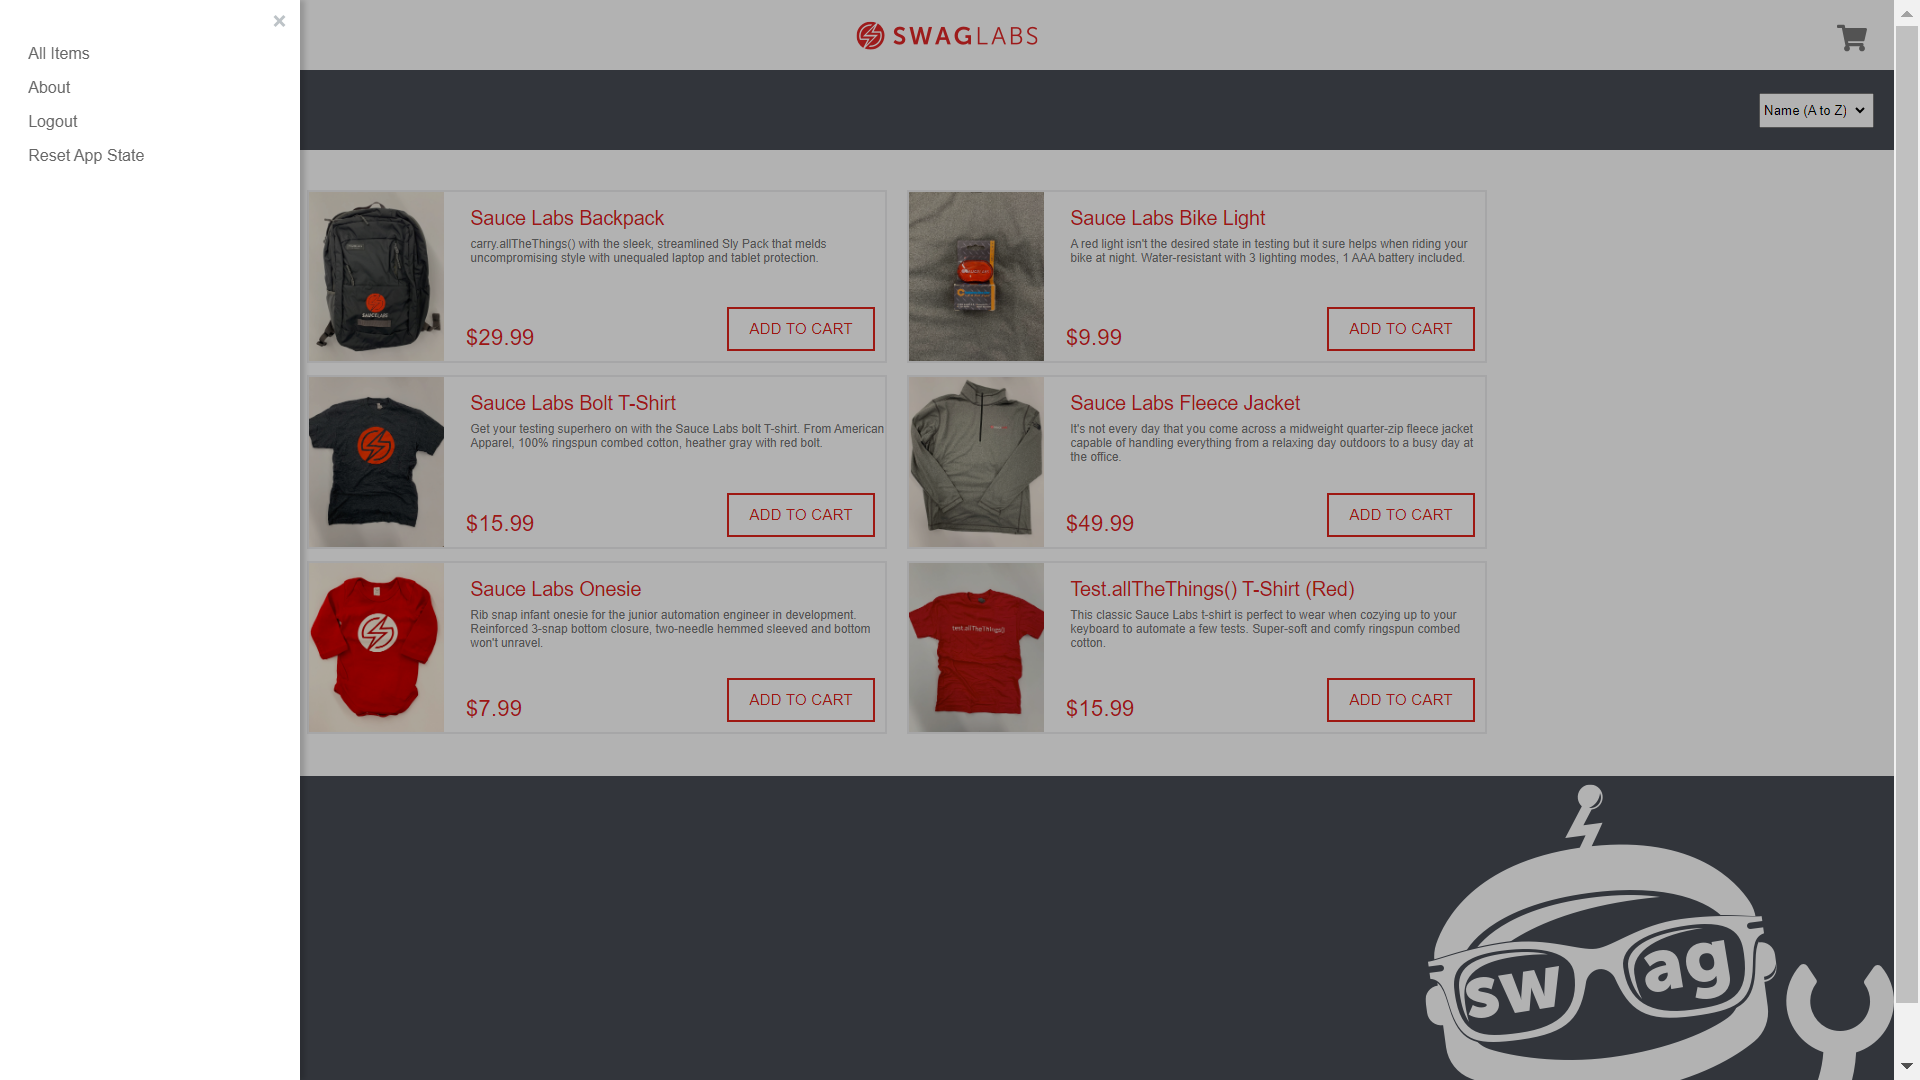 ×
All Items
About
Logout
Reset App State
SWAGLABS
Name (A to Z)
Sauce Labs Backpack
carry.allTheThings() with the sleek, streamlined Sly Pack that melds
uncompromising style with unequaled laptop and tablet protection.
$29.99
ADD TO CART
Sauce Labs Bike Light
A red light isn't the desired state in testing but it sure helps when riding your
bike at night. Water-resistant with 3 lighting modes, 1 AAA battery included.
$9.99
ADD TO CART
Sauce Labs Bolt T-Shirt
Get your testing superhero on with the Sauce Labs bolt T-shirt. From American
Apparel, 100% ringspun combed cotton, heather gray with red bolt.
$15.99
ADD TO CART
Sauce Labs Fleece Jacket
It's not every day that you come across a midweight quarter-zip fleece jacket
capable of handling everything from a relaxing day outdoors to a busy day at
the office.
$49.99
ADD TO CART
Sauce Labs Onesie
Rib snap infant onesie for the junior automation engineer in development.
Reinforced 3-snap bottom closure, two-needle hemmed sleeved and bottom
won't unravel.
$7.99
ADD TO CART
test.allTheThings()
Test.allTheThings() T-Shirt (Red)
This classic Sauce Labs t-shirt is perfect to wear when cozying up to your
keyboard to automate a few tests. Super-soft and comfy ringspun combed
cotton.
$15.99
ADD TO CART
sw ag